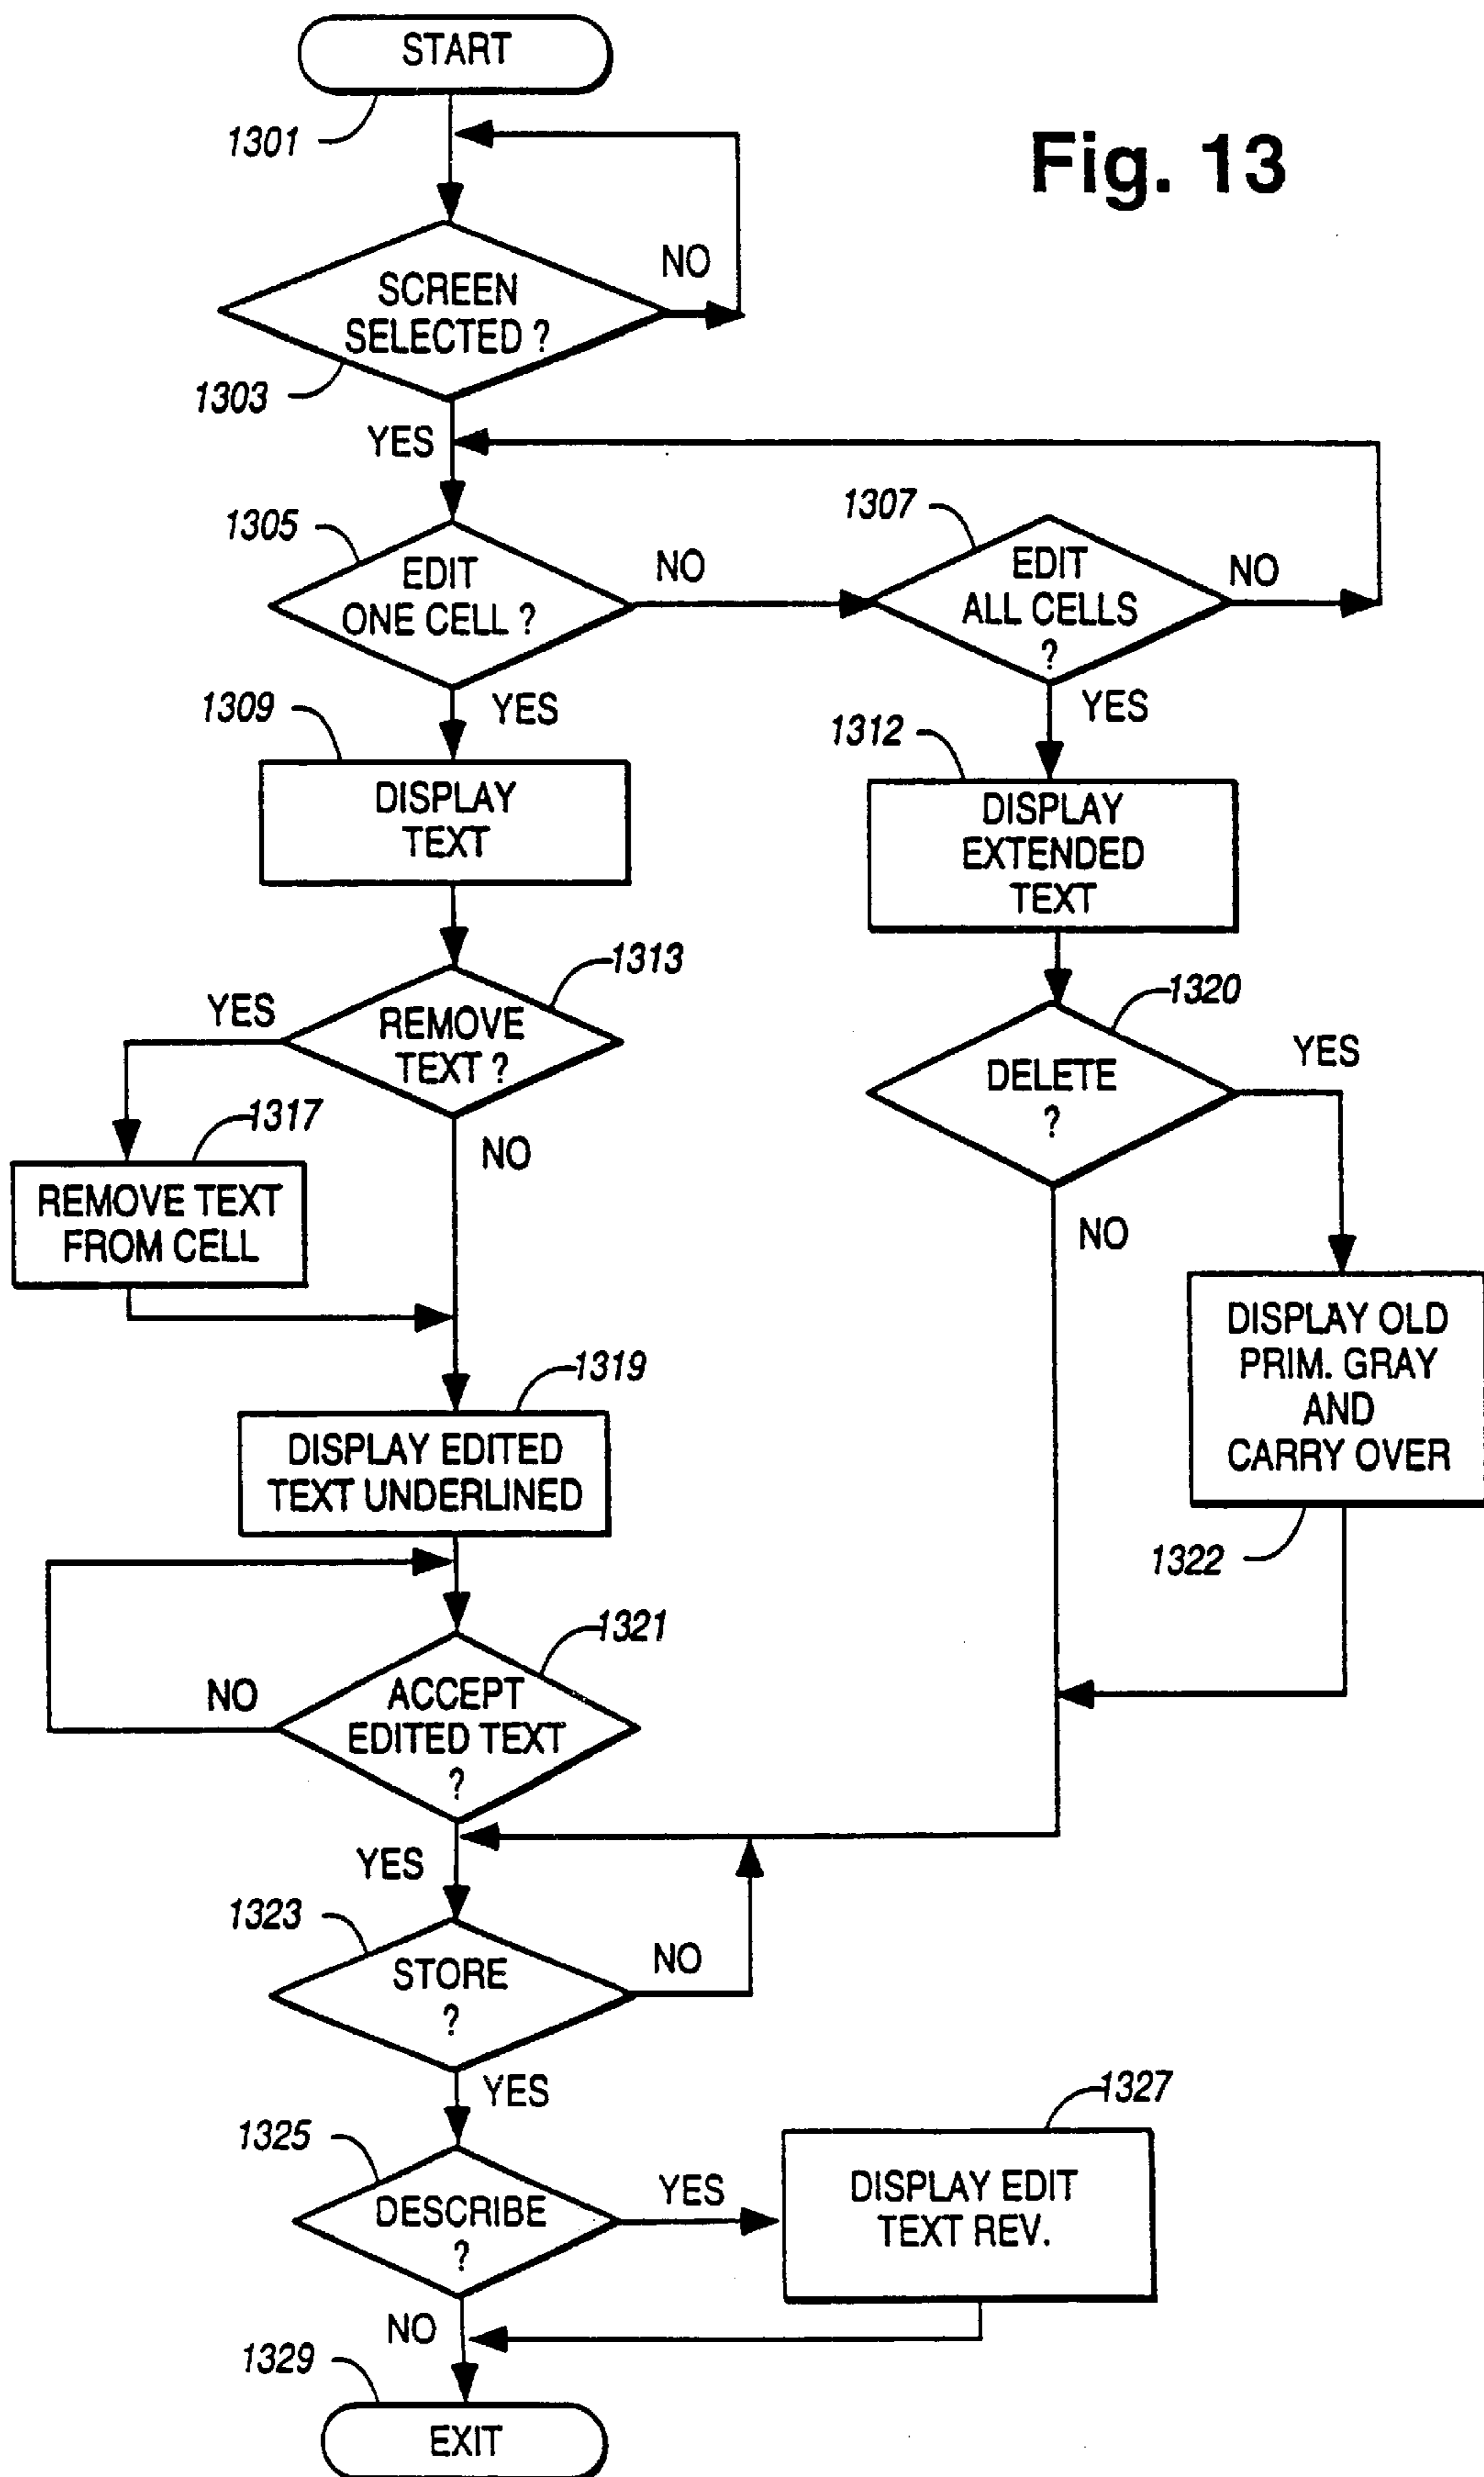 START
1301
Fig. 13
NO
SCREEN
SELECTED ?
1303
YES
1305
EDIT
ONE CELL ?
NO
1307
EDIT
ALL CELLS
?
NO
YES
1309
DISPLAY
TEXT
YES
1312
DISPLAY
EXTENDED
TEXT
1313
REMOVE
TEXT ?
YES
NO
1317
REMOVE TEXT
FROM CELL
1320
DELETE
?
YES
NO
DISPLAY OLD
PRIM. GRAY
AND
CARRY OVER
1322
1319
DISPLAY EDITED
TEXT UNDERLINED
1321
ACCEPT
EDITED TEXT
?
NO
YES
1323
STORE
?
NO
YES
1325
DESCRIBE
?
YES
1327
DISPLAY EDIT
TEXT REV.
NO
1329
EXIT